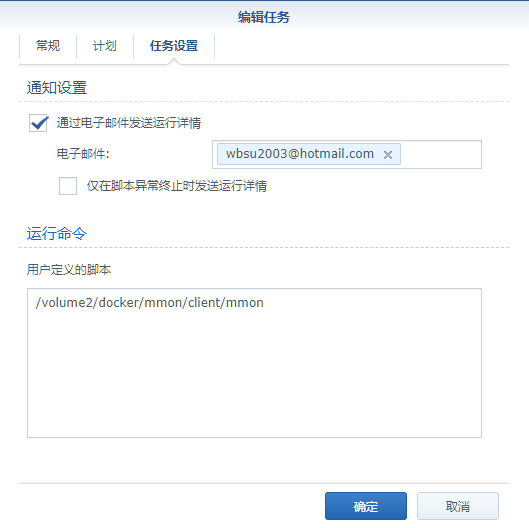 编辑任务
常规 计划 任务设置
通知设置
通过电子邮件发送运行详情
电子邮件: wbsu2003@hotmail.com
仅在脚本异常终止时发送运行详情
运行命令
用户定义的脚本
/volume2/docker/mmon/client/mmon
确定 取消